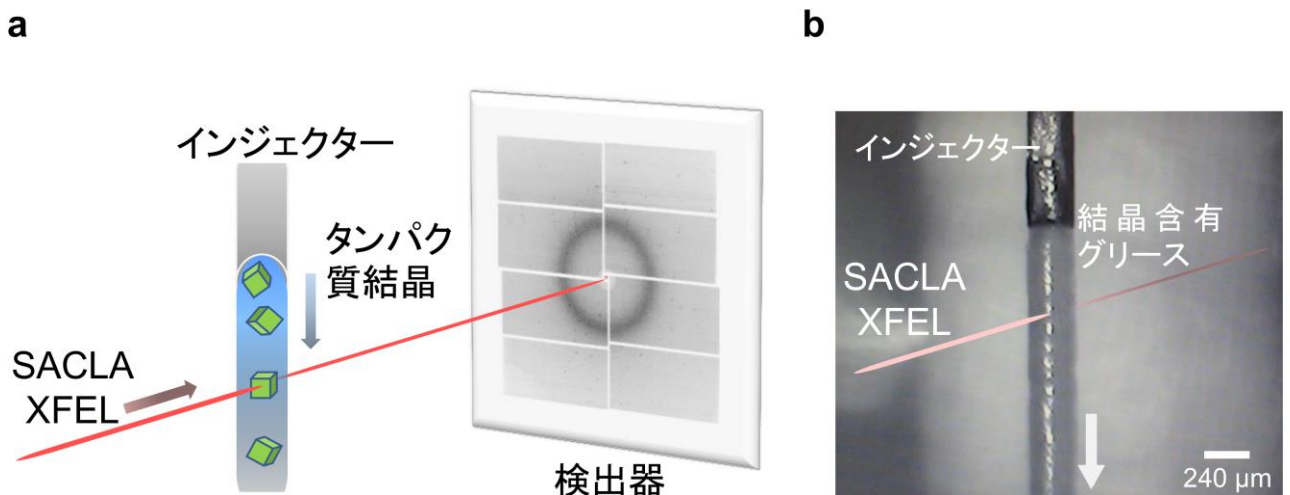 a
インジェクター
タンパク
質結晶
SACLA
XFEL
検出器
b
インジェクター
結晶含有
グリース
SACLA
XFEL
240 µm